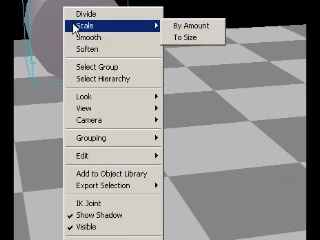 Divide
Scale
By Amount
To Size
Smooth
Soften
Select Group
Select Hierarchy
Look
View
Camera
Grouping
Edit
Add to Object Library
Export Selection
IK Joint
Show Shadow
Visible